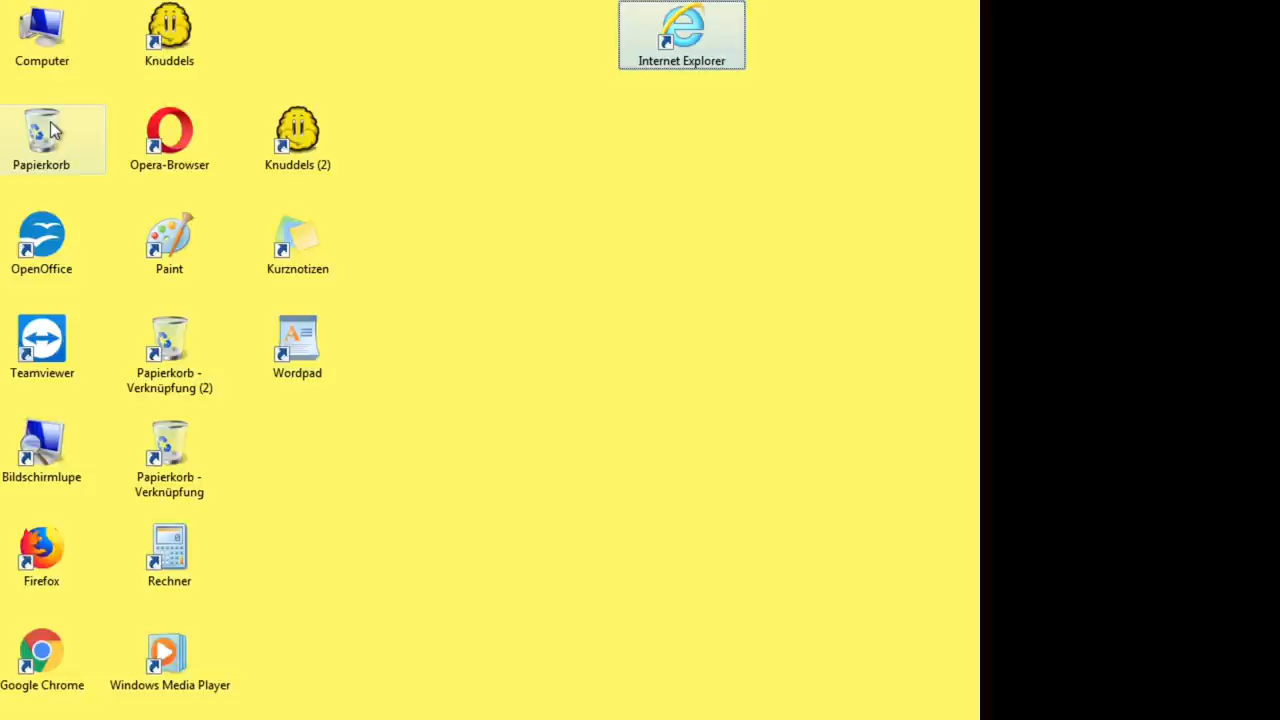 Computer
Knuddels
Internet Explorer
Papierkorb
Opera-Browser
Knuddels (2)
OpenOffice
Paint
Kurznotizen
Teamviewer
Papierkorb -
Verknüpfung (2)
Wordpad
Bildschirmlupe
Papierkorb -
Verknüpfung
Firefox
Rechner
Google Chrome
Windows Media Player